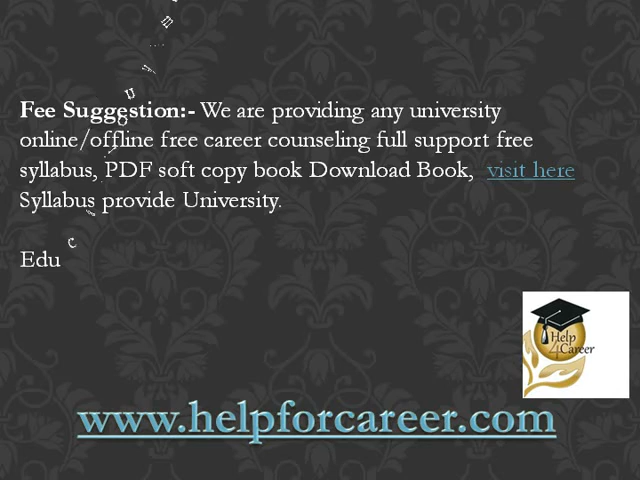 Fee Suggestion:- We are providing any university
online/offline free career counseling full support free
syllabus, PDF soft copy book Download Book, visit here
Syllabus provide University.
Edu
Help
4Career
www.helpforcareer.com